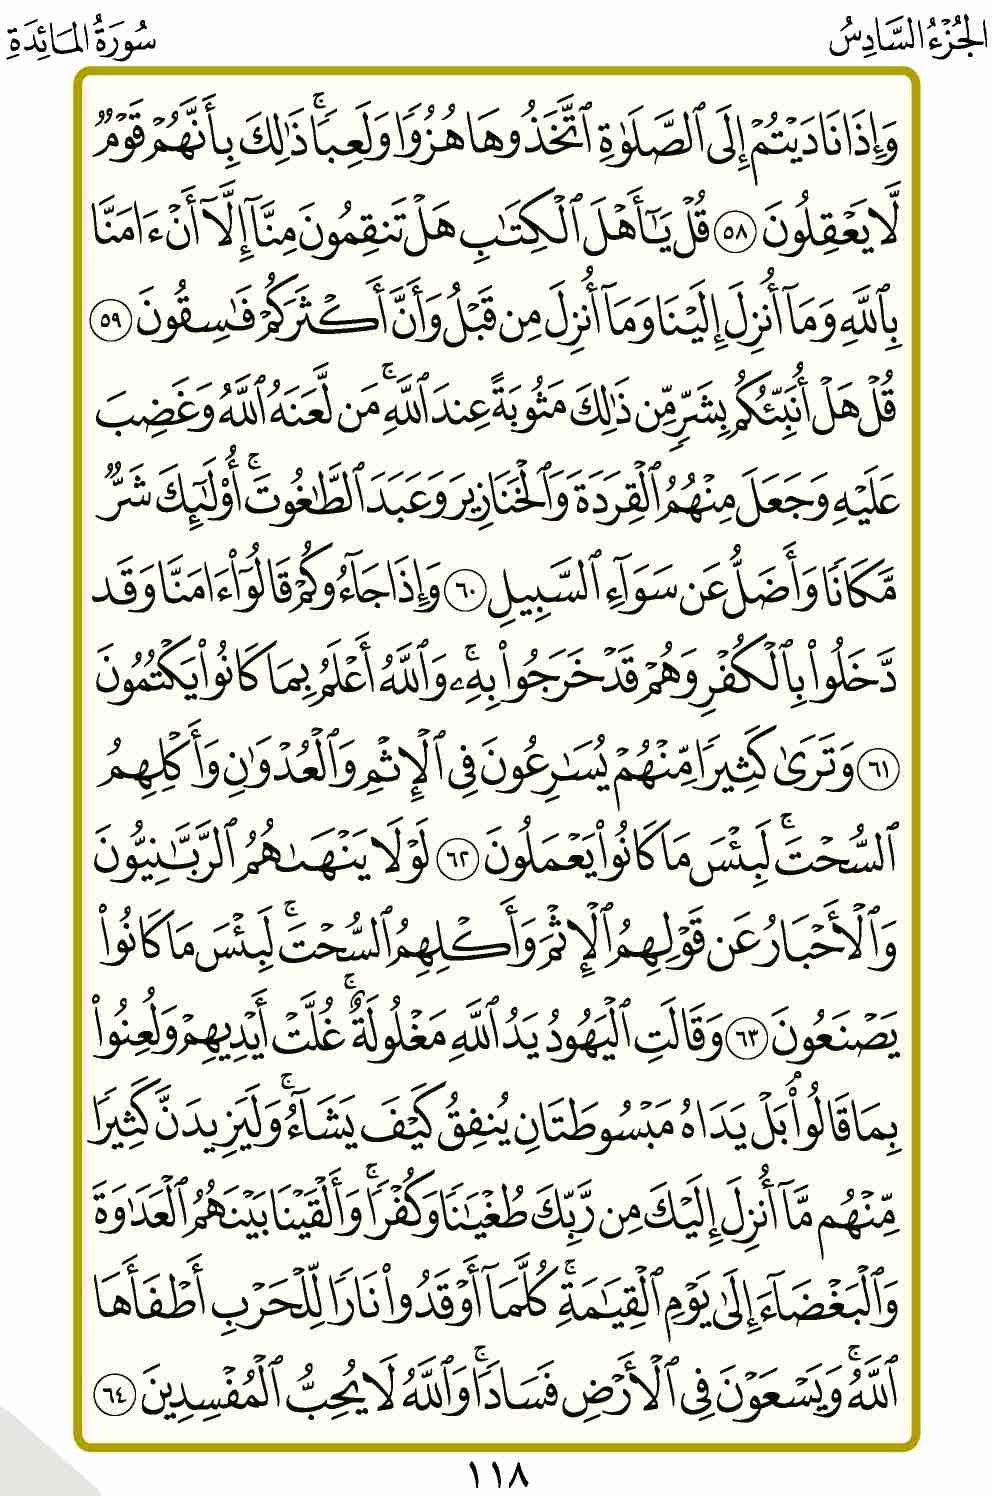 الجُزْءُ السَّادِسُ
سُورَةُ المَائِدَةِ
وَإِذَا نَادَيْتُمْ إِلَى ٱلصَّلَوٰةِ ٱتَّخَذُوهَا هُزُوًا وَلَعِبًا ۚ ذَٰلِكَ بِأَنَّهُمْ قَوْمٌ
لَّا يَعْقِلُونَ ٥٨ قُلْ يَـٰٓأَهْلَ ٱلْكِتَـٰبِ هَلْ تَنقِمُونَ مِنَّآ إِلَّآ أَنْ ءَامَنَّا
بِٱللَّهِ وَمَآ أُنزِلَ إِلَيْنَا وَمَآ أُنزِلَ مِن قَبْلُ وَأَنَّ أَكْثَرَكُمْ فَـٰسِقُونَ ٥٩
قُلْ هَلْ أُنَبِّئُكُم بِشَرٍّ مِّن ذَٰلِكَ مَثُوبَةً عِندَ ٱللَّهِ ۚ مَن لَّعَنَهُ ٱللَّهُ وَغَضِبَ
عَلَيْهِ وَجَعَلَ مِنْهُمُ ٱلْقِرَدَةَ وَٱلْخَنَازِيرَ وَعَبَدَ ٱلطَّـٰغُوتَ ۚ أُو۟لَـٰٓئِكَ شَرٌّ
مَّكَانًا وَأَضَلُّ عَن سَوَآءِ ٱلسَّبِيلِ ٦٠ وَإِذَا جَآءُوكُمْ قَالُوٓا۟ ءَامَنَّا وَقَد
دَّخَلُوا۟ بِٱلْكُفْرِ وَهُمْ قَدْ خَرَجُوا۟ بِهِۦ ۚ وَٱللَّهُ أَعْلَمُ بِمَا كَانُوا۟ يَكْتُمُونَ
٦١ وَتَرَىٰ كَثِيرًا مِّنْهُمْ يُسَـٰرِعُونَ فِى ٱلْإِثْمِ وَٱلْعُدْوَٰنِ وَأَكْلِهِمُ
ٱلسُّحْتَ ۚ لَبِئْسَ مَا كَانُوا۟ يَعْمَلُونَ ٦٢ لَوْلَا يَنْهَىٰهُمُ ٱلرَّبَّـٰنِيُّونَ
وَٱلْأَحْبَارُ عَن قَوْلِهِمُ ٱلْإِثْمَ وَأَكْلِهِمُ ٱلسُّحْتَ ۚ لَبِئْسَ مَا كَانُوا۟
يَصْنَعُونَ ٦٣ وَقَالَتِ ٱلْيَهُودُ يَدُ ٱللَّهِ مَغْلُولَةٌ ۚ غُلَّتْ أَيْدِيهِمْ وَلُعِنُوا۟
بِمَا قَالُوا۟ ۘ بَلْ يَدَاهُ مَبْسُوطَتَانِ يُنفِقُ كَيْفَ يَشَآءُ ۚ وَلَيَزِيدَنَّ كَثِيرًا
مِّنْهُم مَّآ أُنزِلَ إِلَيْكَ مِن رَّبِّكَ طُغْيَـٰنًا وَكُفْرًا ۚ وَأَلْقَيْنَا بَيْنَهُمُ ٱلْعَدَٰوَةَ
وَٱلْبَغْضَآءَ إِلَىٰ يَوْمِ ٱلْقِيَـٰمَةِ ۚ كُلَّمَآ أَوْقَدُوا۟ نَارًا لِّلْحَرْبِ أَطْفَأَهَا
ٱللَّهُ ۚ وَيَسْعَوْنَ فِى ٱلْأَرْضِ فَسَادًا ۚ وَٱللَّهُ لَا يُحِبُّ ٱلْمُفْسِدِينَ ٦٤
١١٨